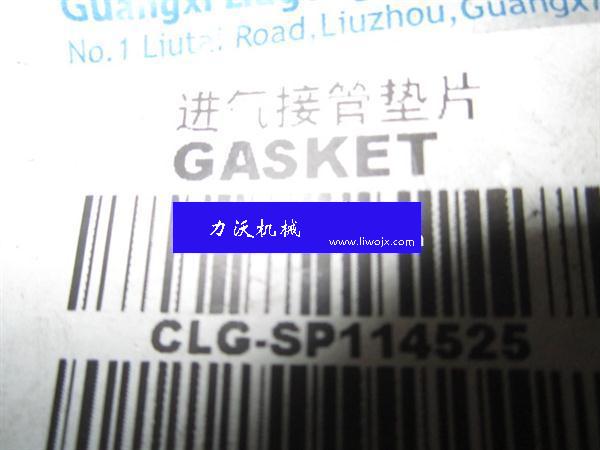 No.1 Liutai Road,Liuzhou,Guangxi
进气接管垫片
GASKET
力沃机械
www.liwojx.com
CLG-SP114525